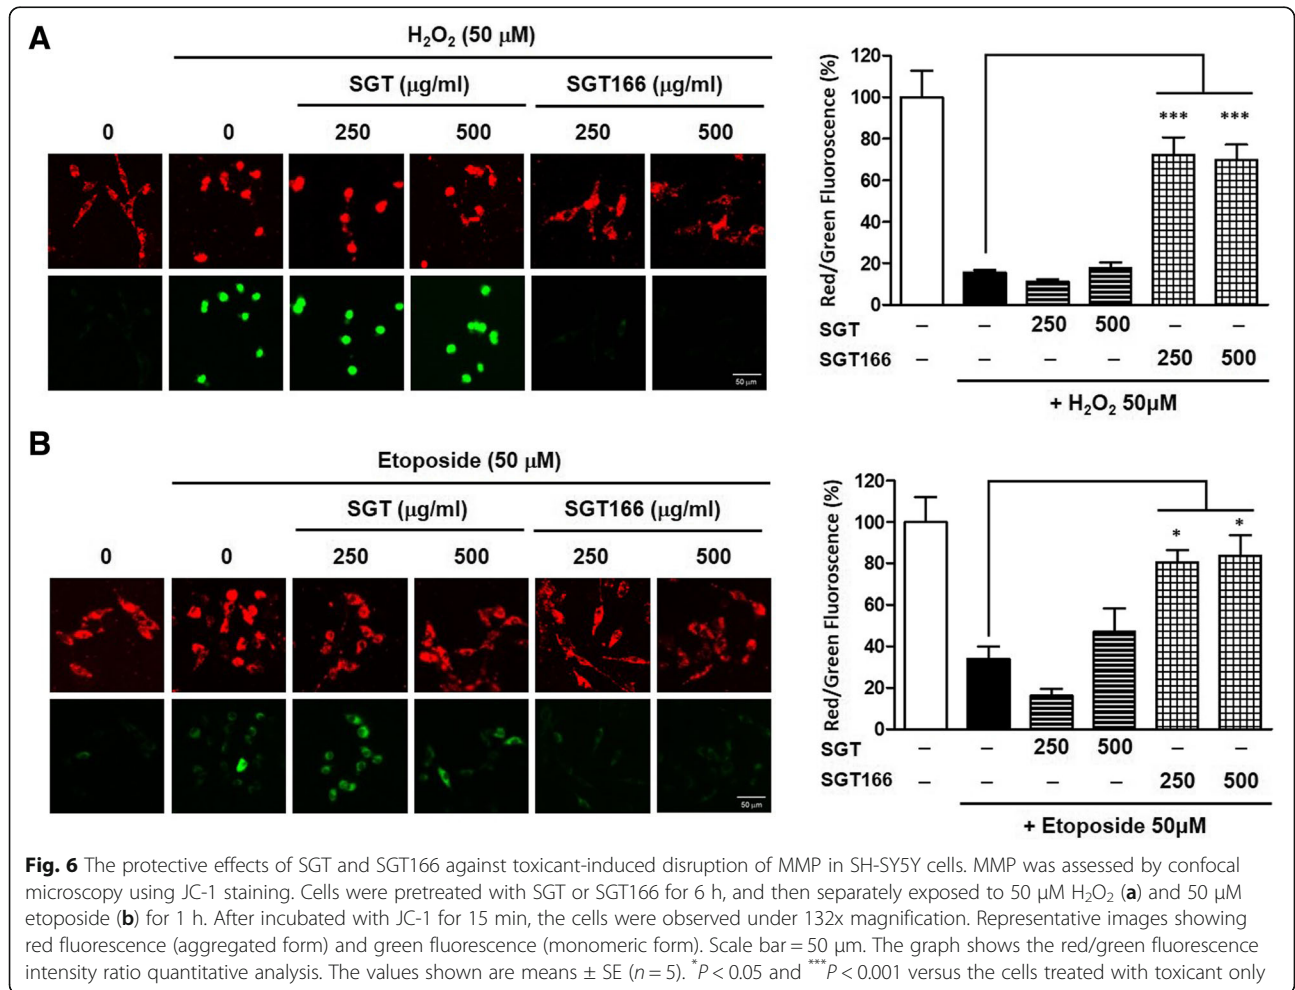 A
H₂O₂ (50 μM)
SGT (μg/ml) SGT166 (μg/ml)
0 0 250 500 250 500
50 μm
Red/Green Fluoroscence (%)
120
100
80
60
40
20
0
*** ***
SGT – – 250 500 – –
SGT166 – – – – 250 500
+ H₂O₂ 50μM
B
Etoposide (50 μM)
SGT (μg/ml) SGT166 (μg/ml)
0 0 250 500 250 500
50 μm
Red/Green Fluoroscence (%)
120
100
80
60
40
20
0
* *
SGT – – 250 500 – –
SGT166 – – – – 250 500
+ Etoposide 50μM
Fig. 6 The protective effects of SGT and SGT166 against toxicant-induced disruption of MMP in SH-SY5Y cells. MMP was assessed by confocal
microscopy using JC-1 staining. Cells were pretreated with SGT or SGT166 for 6 h, and then separately exposed to 50 μM H₂O₂ (a) and 50 μM
etoposide (b) for 1 h. After incubated with JC-1 for 15 min, the cells were observed under 132x magnification. Representative images showing
red fluorescence (aggregated form) and green fluorescence (monomeric form). Scale bar = 50 μm. The graph shows the red/green fluorescence
intensity ratio quantitative analysis. The values shown are means ± SE (n = 5). *P < 0.05 and ***P < 0.001 versus the cells treated with toxicant only